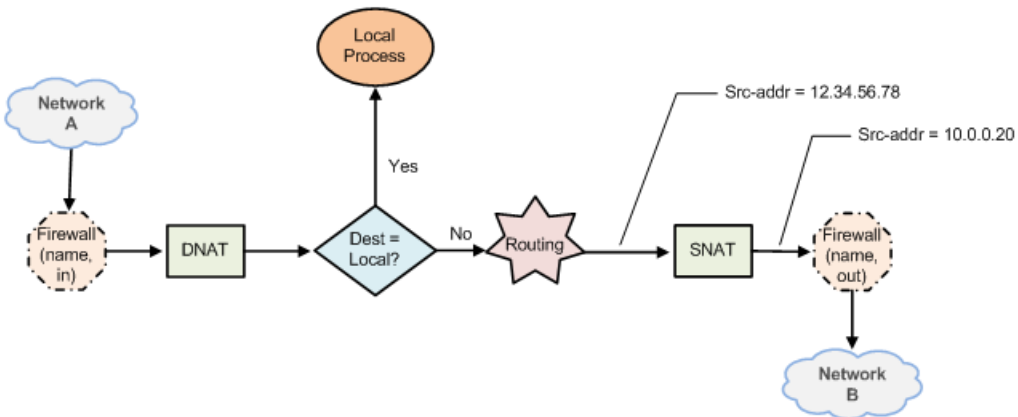 Local
Process
Network
A
Src-addr = 12.34.56.78
Src-addr = 10.0.0.20
Yes
Firewall
(name,
in)
DNAT
Dest =
Local?
No
Routing
SNAT
Firewall
(name,
out)
Network
B